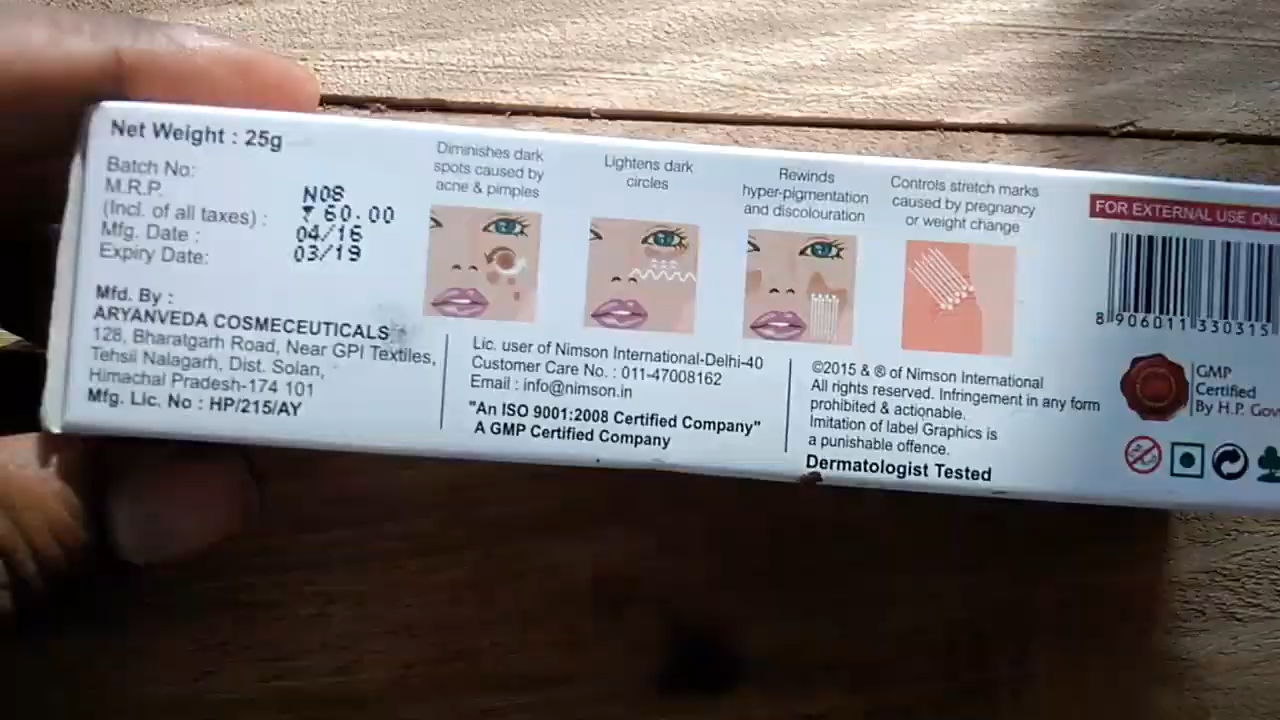 Net Weight : 25g
Batch No: N08
M.R.P.
(Incl. of all taxes) : ₹ 60.00
Mfg. Date : 04/16
Expiry Date: 03/19
Mfd. By :
ARYANVEDA COSMECEUTICALS
128, Bharatgarh Road, Near GPI Textiles,
Tehsil Nalagarh, Dist. Solan,
Himachal Pradesh-174 101
Mfg. Lic. No : HP/215/AY
Diminishes dark
spots caused by
acne & pimples
Lightens dark
circles
Rewinds
hyper-pigmentation
and discolouration
Controls stretch marks
caused by pregnancy
or weight change
Lic. user of Nimson International-Delhi-40
Customer Care No. : 011-47008162
Email : info@nimson.in
"An ISO 9001:2008 Certified Company"
A GMP Certified Company
©2015 & ® of Nimson International
All rights reserved. Infringement in any form
prohibited & actionable.
Imitation of label Graphics is
a punishable offence.
Dermatologist Tested
FOR EXTERNAL USE
8 906011 330315
GMP
Certified
By H.P.